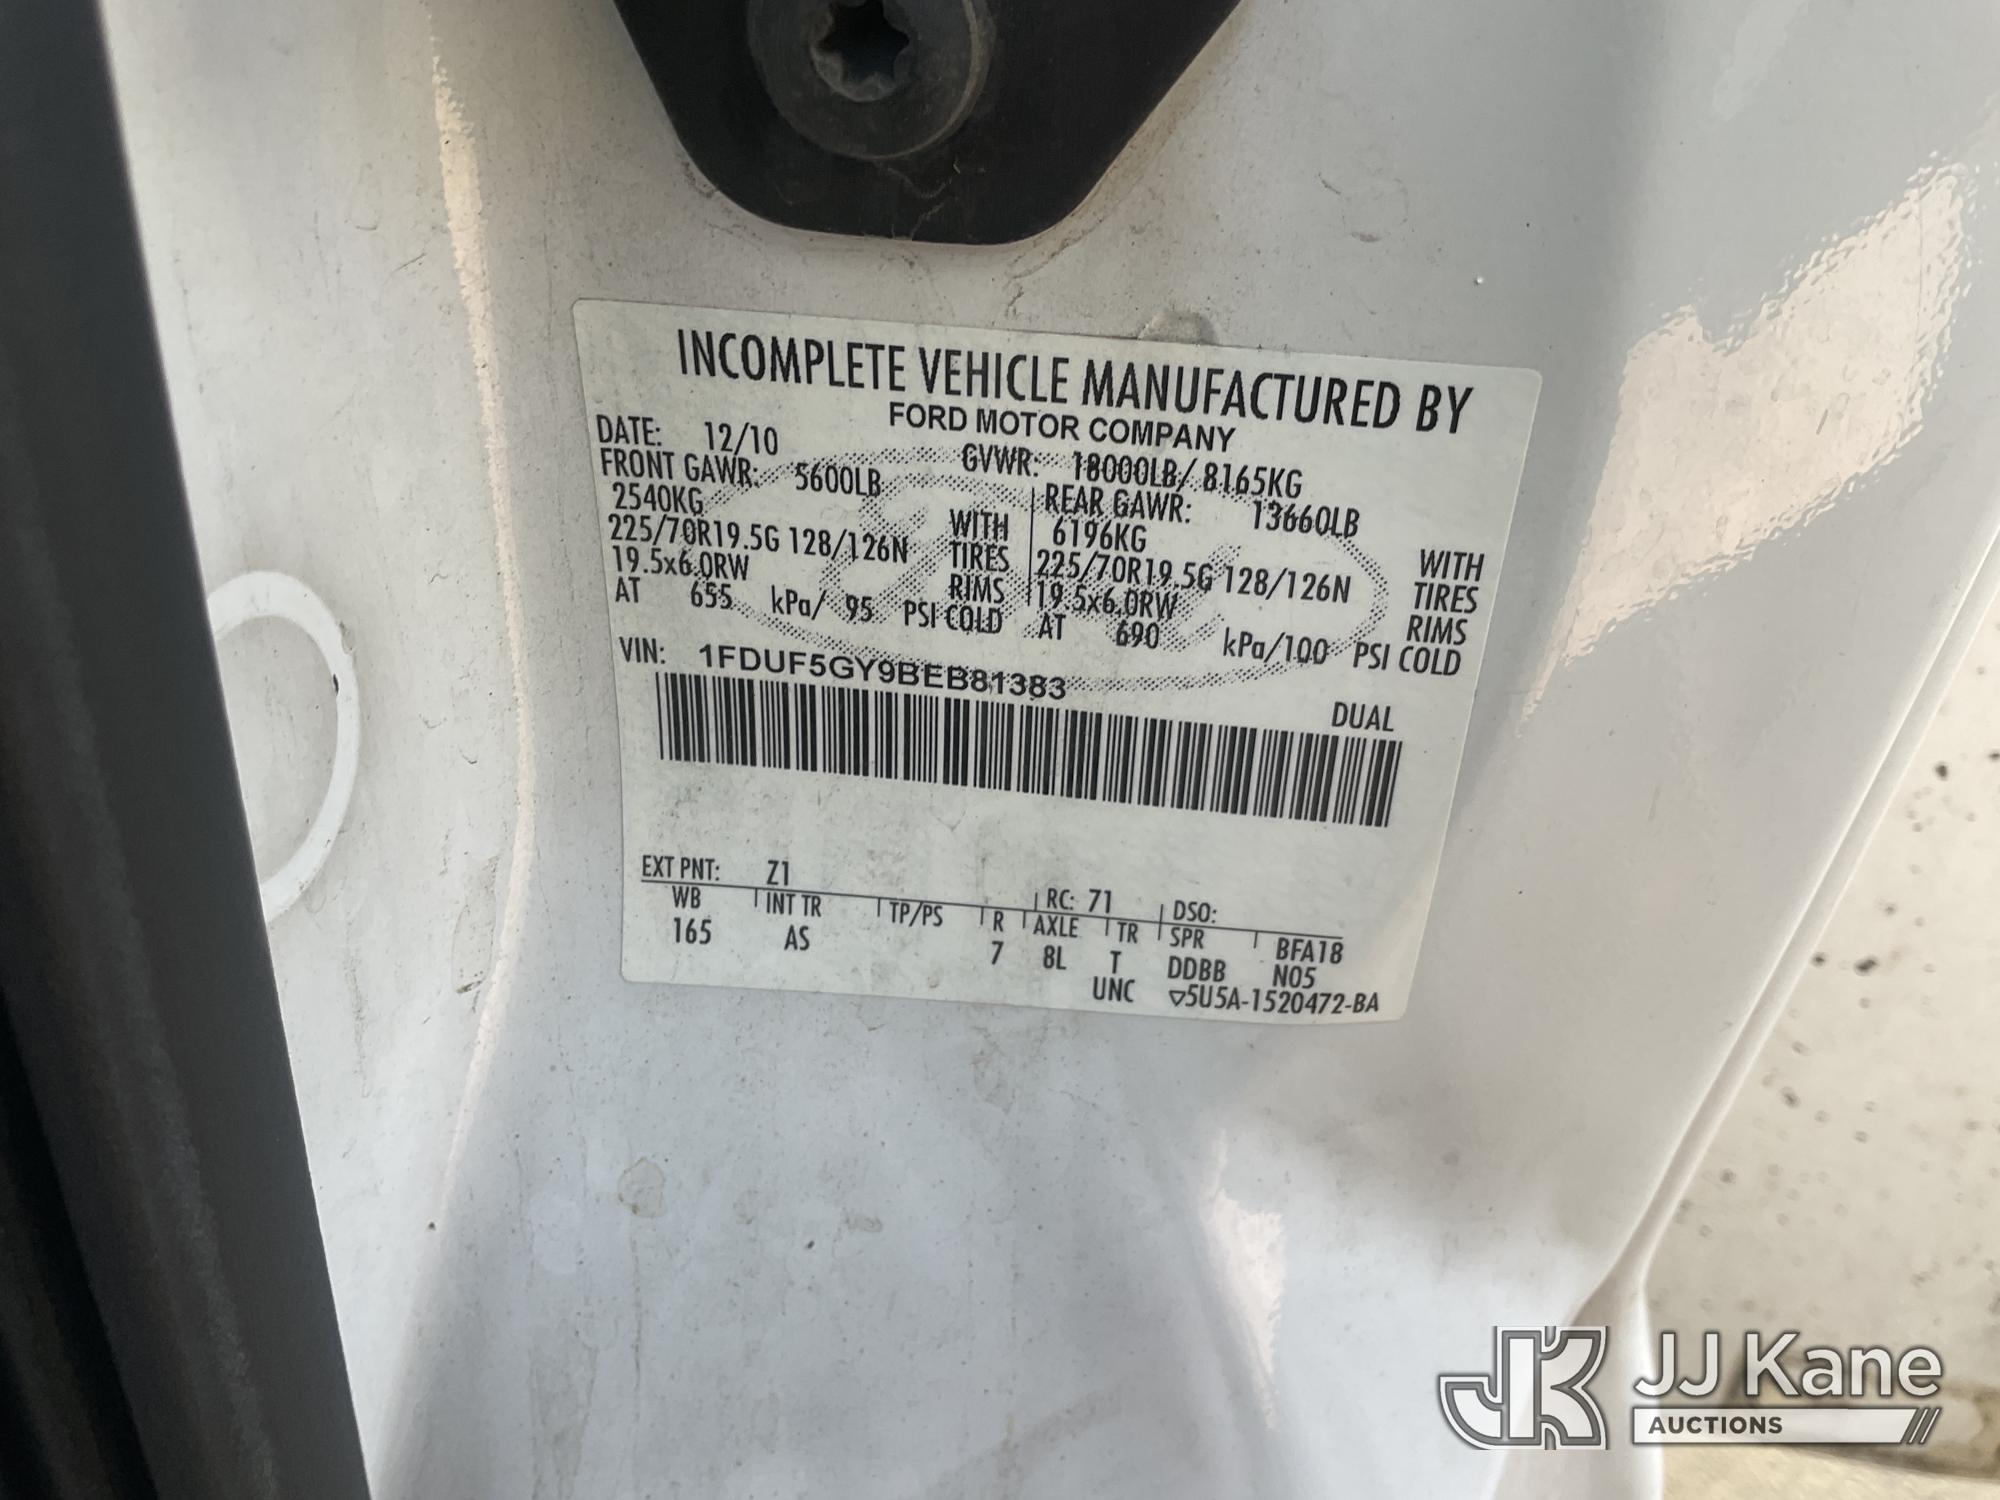 INCOMPLETE VEHICLE MANUFACTURED BY
FORD MOTOR COMPANY
DATE: 12/10 GVWR: 18000LB/ 8165KG
FRONT GAWR: 5600LB REAR GAWR: 13660LB
2540KG WITH 6196KG WITH
225/70R19.5G 128/126N TIRES 225/70R19.5G 128/126N TIRES
19.5x6.0RW RIMS 19.5x6.0RW RIMS
AT 655 kPa/ 95 PSI COLD AT 690 kPa/100 PSI COLD
VIN: 1FDUF5GY9BEB81383
DUAL
EXT PNT: Z1 RC: 71 DSO:
WB INT TR TP/PS R AXLE TR SPR BFA18
165 AS 7 8L T DDBB N05
UNC ▽5U5A-1520472-BA
JK JJ Kane
AUCTIONS